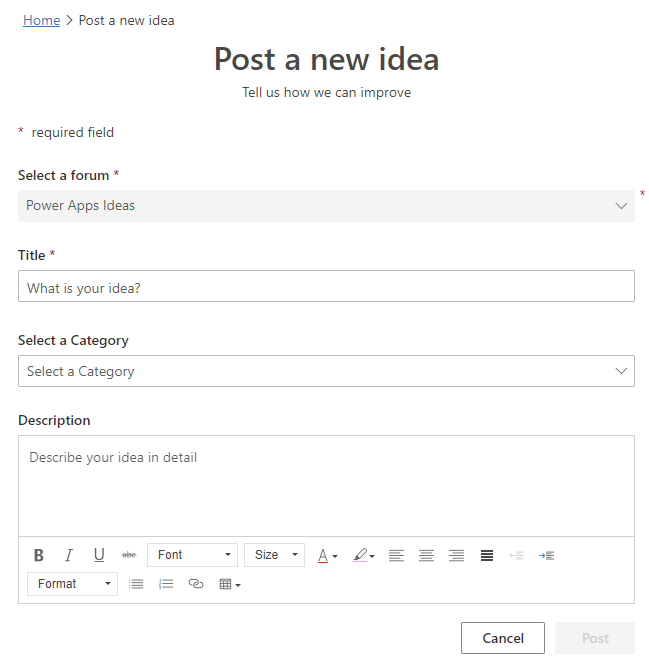 Home > Post a new idea
Post a new idea
Tell us how we can improve
* required field
Select a forum *
Power Apps Ideas
*
Title *
What is your idea?
Select a Category
Select a Category
Description
Describe your idea in detail
B I U abc Font Size A
Format
Cancel Post